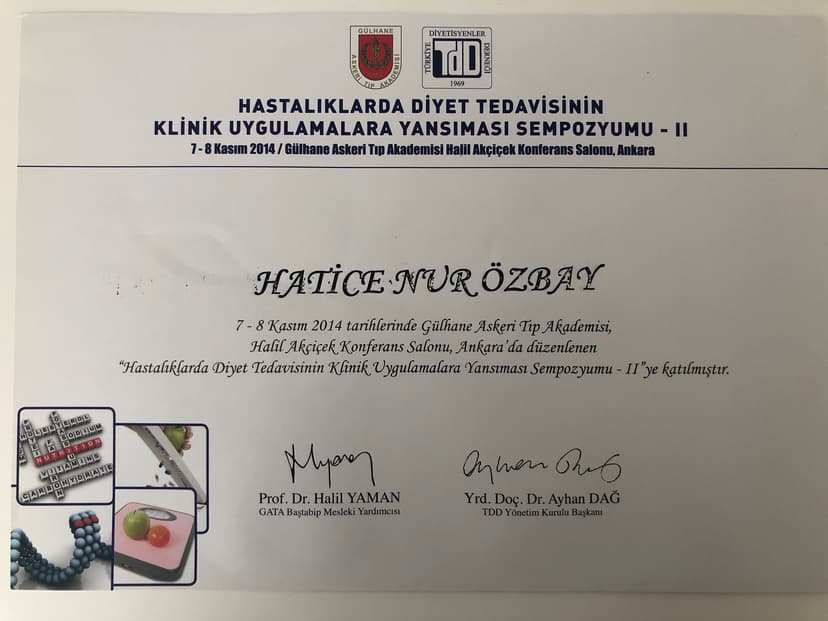 GÜLHANE
ASKERİ TIP AKADEMİSİ
DİYETİSYENLER
TÜRKİYE
TDD
DERNEĞİ
1969
HASTALIKLARDA DİYET TEDAVİSİNİN
KLİNİK UYGULAMALARA YANSIMASI SEMPOZYUMU - II
7 - 8 Kasım 2014 / Gülhane Askeri Tıp Akademisi Halil Akçiçek Konferans Salonu, Ankara
HATİCE NUR ÖZBAY
7 - 8 Kasım 2014 tarihlerinde Gülhane Askeri Tıp Akademisi,
Halil Akçiçek Konferans Salonu, Ankara'da düzenlenen
“Hastalıklarda Diyet Tedavisinin Klinik Uygulamalara Yansıması Sempozyumu - II”ye katılmıştır.
Prof. Dr. Halil YAMAN
GATA Baştabip Mesleki Yardımcısı
Yrd. Doç. Dr. Ayhan DAĞ
TDD Yönetim Kurulu Başkanı
SODIUM
NUTRITION
VITAMINS
CARBOHYDRATE